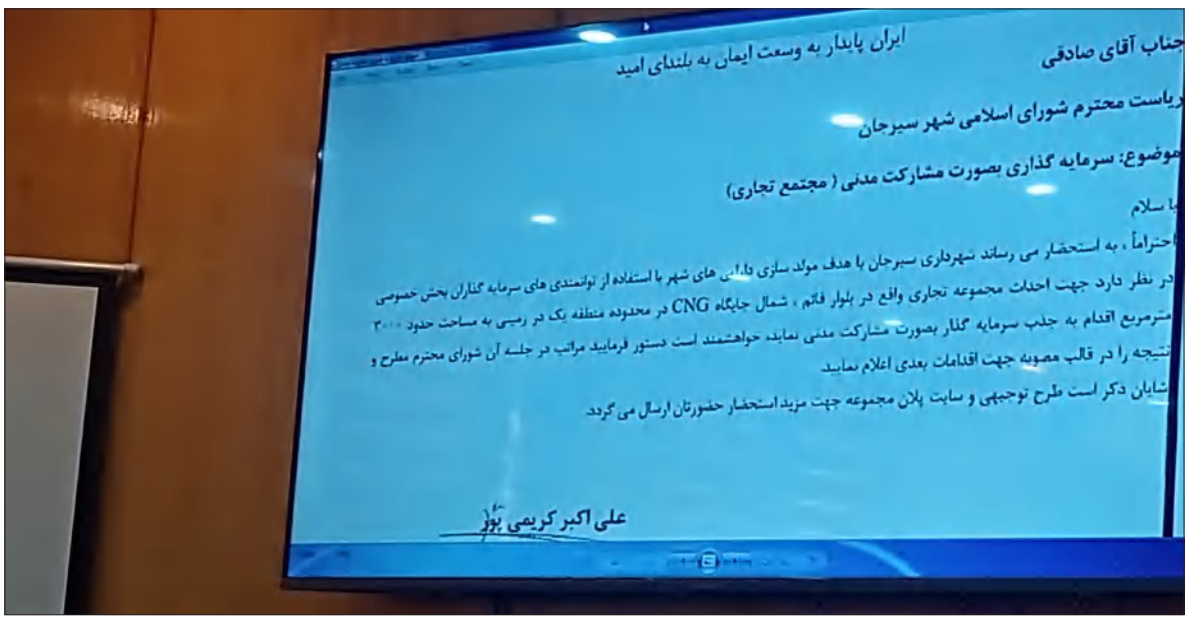 ایران پایدار به وسعت ایمان به بلندای امید
جناب آقای صادقی
ریاست محترم شورای اسلامی شهر سیرجان
موضوع: سرمایه گذاری بصورت مشارکت مدنی ( مجتمع تجاری)
با سلام
احتراماً ، به استحضار می رساند شهرداری سیرجان با هدف مولد سازی دارایی های شهر با استفاده از توانمندی های سرمایه گذاران بخش خصوصی
در نظر دارد جهت احداث مجموعه تجاری واقع در بلوار قائم ، شمال جایگاه CNG در محدوده منطقه یک در زمینی به مساحت حدود ۳۰۰۰
مترمربع اقدام به جذب سرمایه گذار بصورت مشارکت مدنی نماید، خواهشمند است دستور فرمایید مراتب در جلسه آن شورای محترم مطرح و
نتیجه را در قالب مصوبه جهت اقدامات بعدی اعلام نمایید.
شایان ذکر است طرح توجیهی و سایت پلان مجموعه جهت مزید استحضار حضورتان ارسال می گردد.
علی اکبر کریمی پور